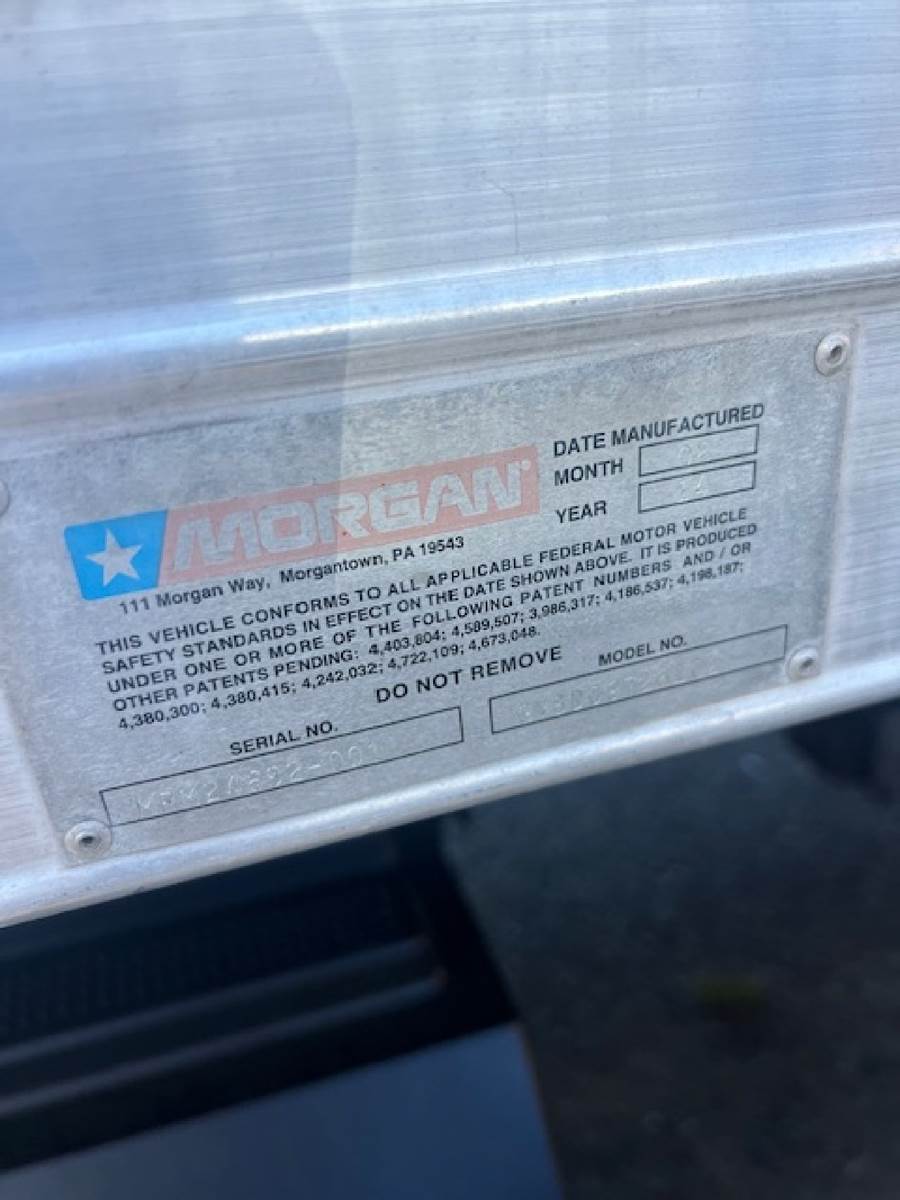 MORGAN
DATE MANUFACTURED
MONTH
YEAR
111 Morgan Way, Morgantown, PA 19543
THIS VEHICLE CONFORMS TO ALL APPLICABLE FEDERAL MOTOR VEHICLE
SAFETY STANDARDS IN EFFECT ON THE DATE SHOWN ABOVE. IT IS PRODUCED
UNDER ONE OR MORE OF THE FOLLOWING PATENT NUMBERS AND / OR
OTHER PATENTS PENDING: 4,403,804; 4,589,507; 3,986,317; 4,186,537; 4,198,187;
4,380,300; 4,380,415; 4,242,032; 4,722,109; 4,673,048.
DO NOT REMOVE
SERIAL NO.
MODEL NO.